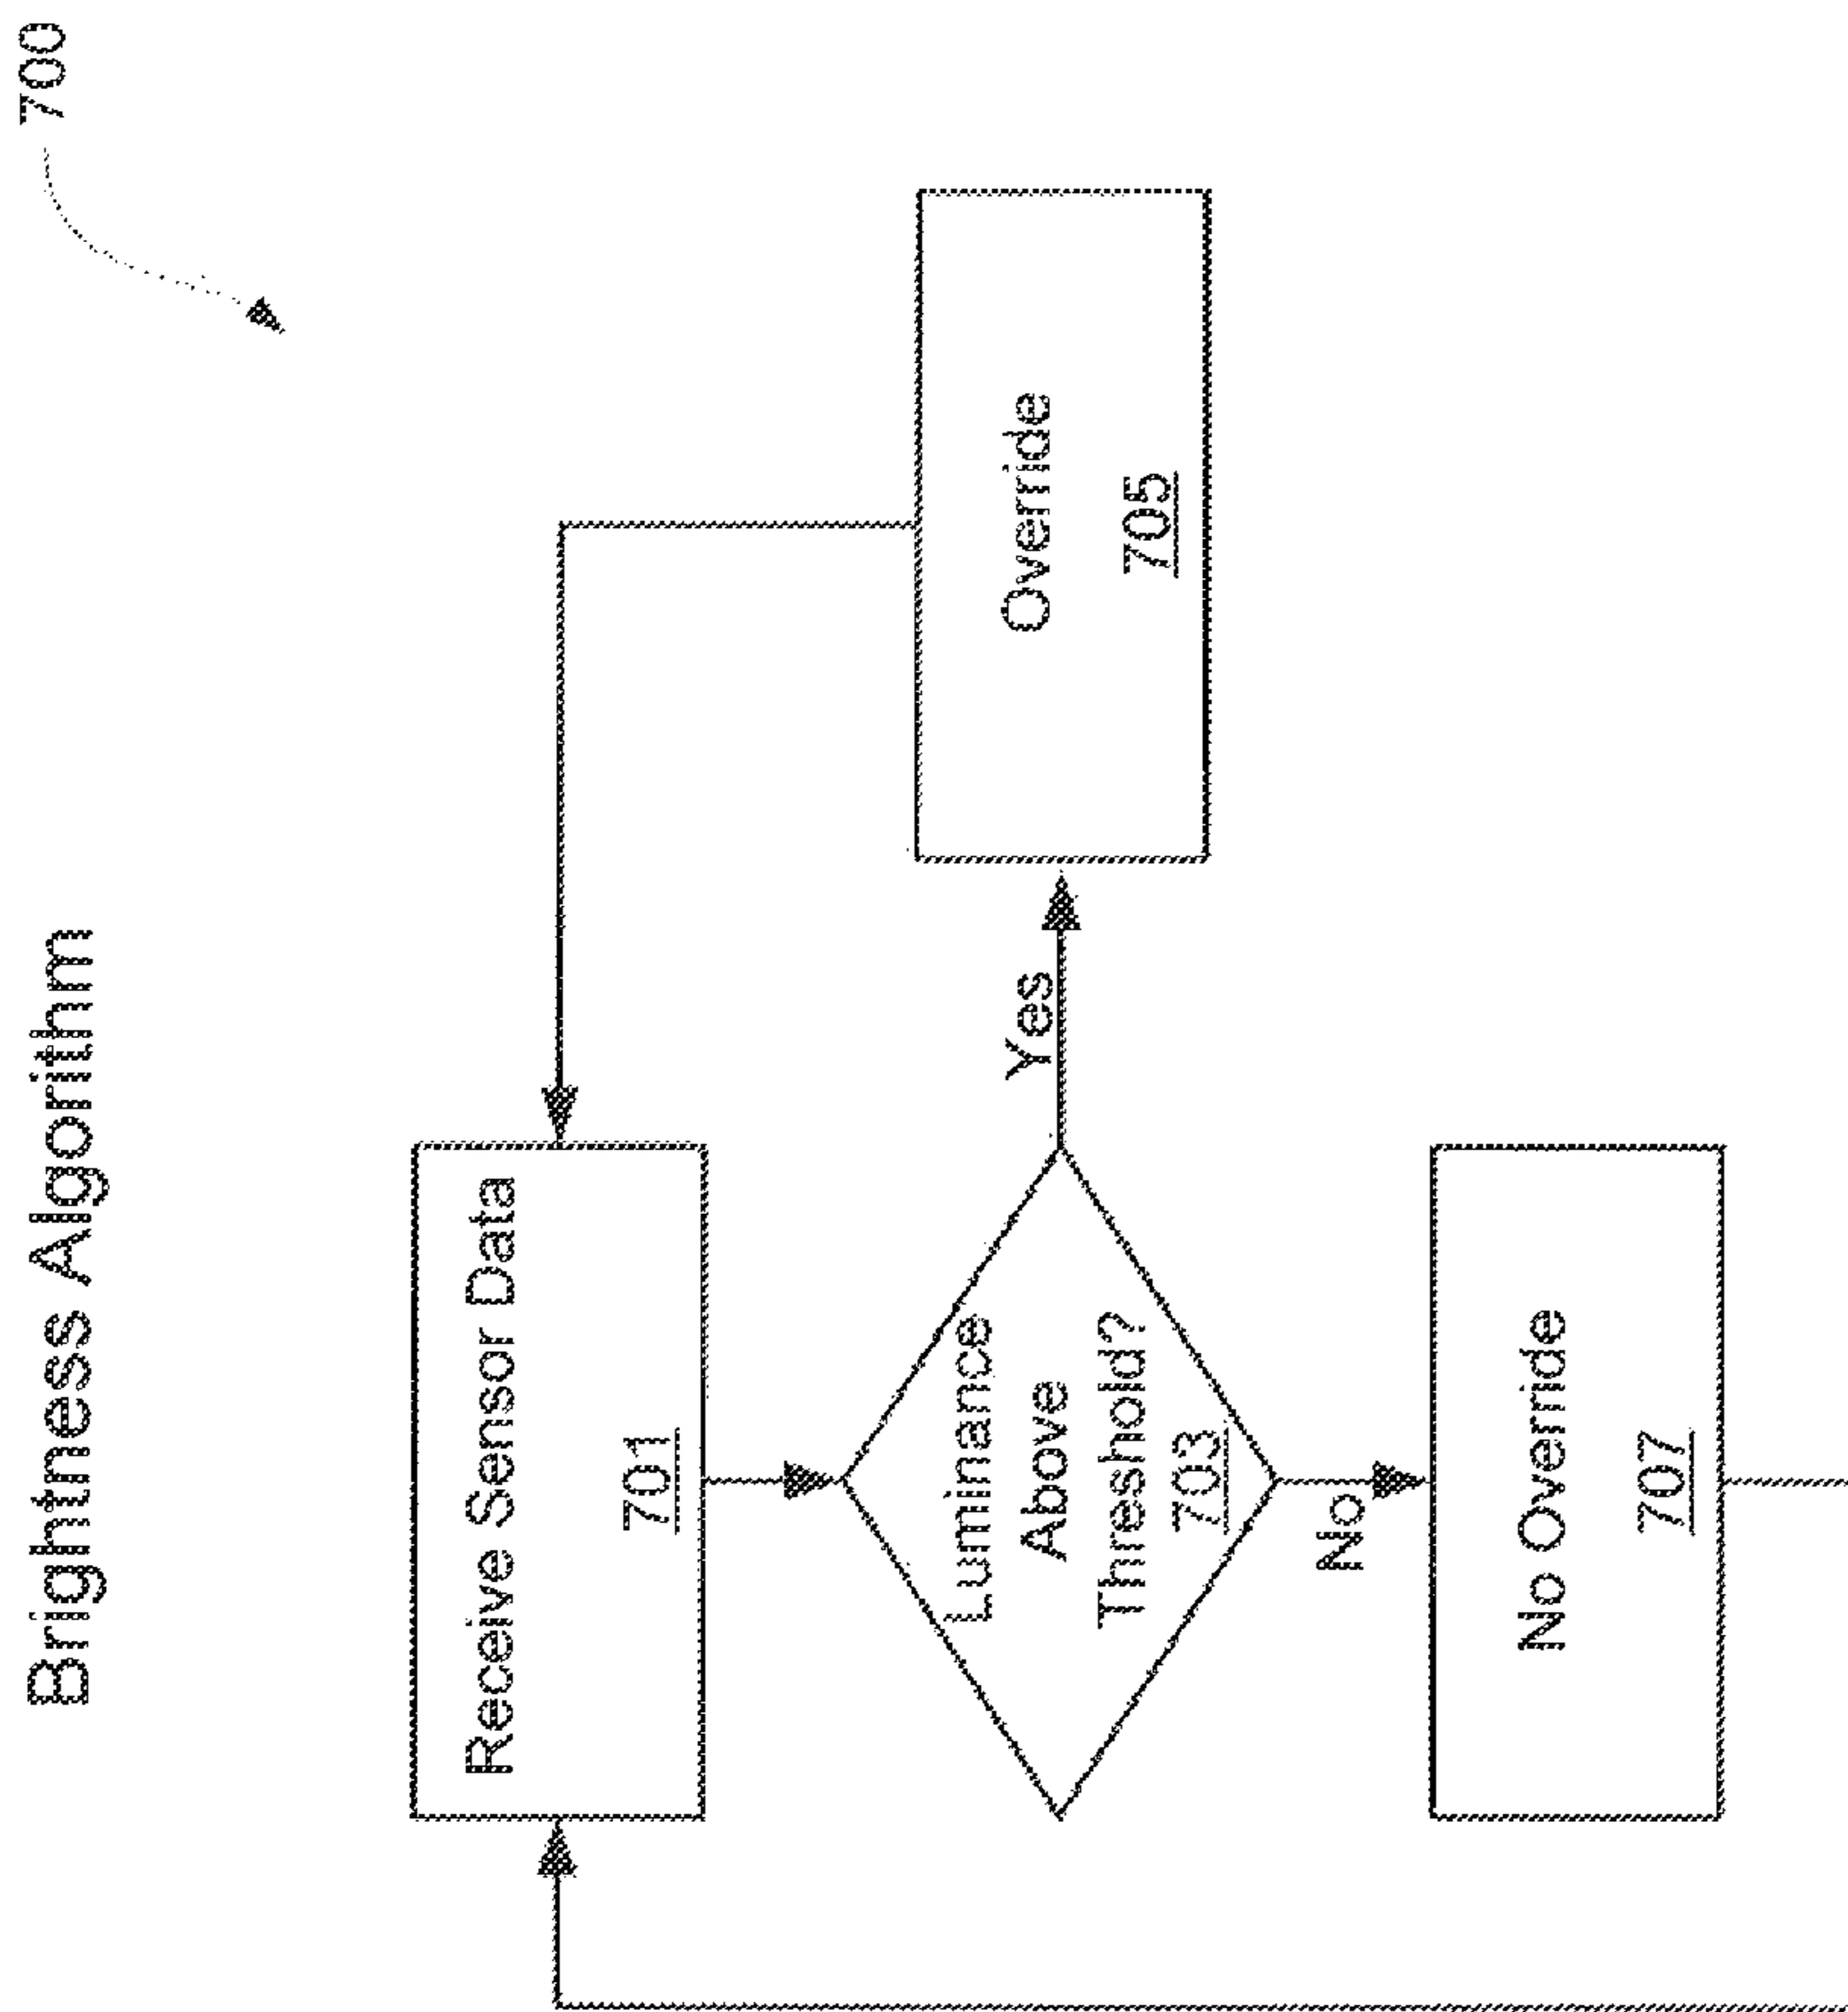 Brightness Algorithm
700
Receive Sensor Data
701
Luminance
Above
Threshold?
703
Yes
Override
705
No
No Override
707